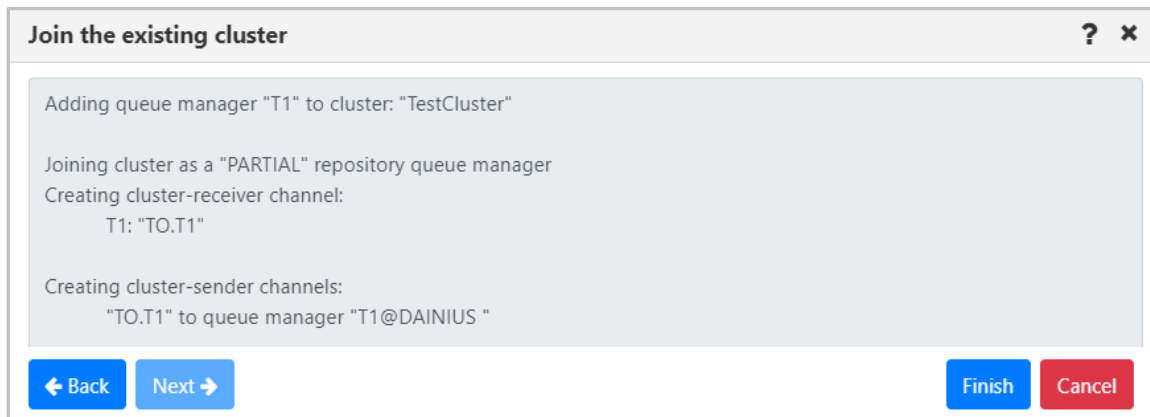 Join the existing cluster
? ×
Adding queue manager "T1" to cluster: "TestCluster"
Joining cluster as a "PARTIAL" repository queue manager
Creating cluster-receiver channel:
T1: "TO.T1"
Creating cluster-sender channels:
"TO.T1" to queue manager "T1@DAINIUS "
Back Next Finish Cancel